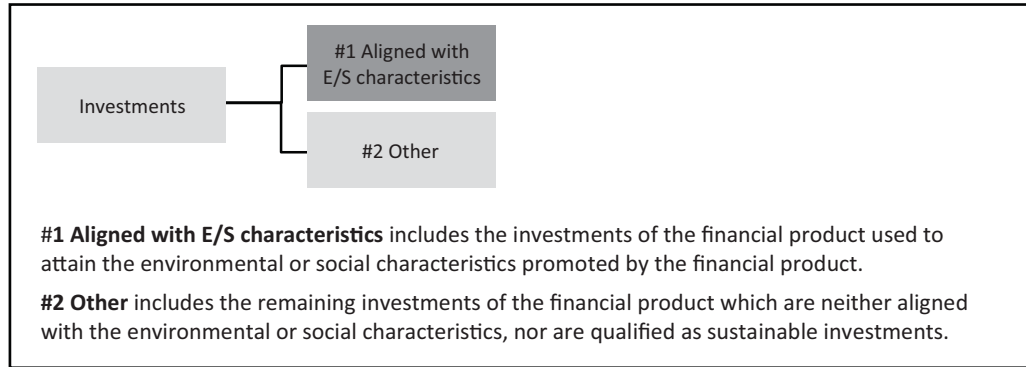 #1 Aligned with
E/S characteristics
Investments
#2 Other
#1 Aligned with E/S characteristics includes the investments of the financial product used to
attain the environmental or social characteristics promoted by the financial product.
#2 Other includes the remaining investments of the financial product which are neither aligned
with the environmental or social characteristics, nor are qualified as sustainable investments.